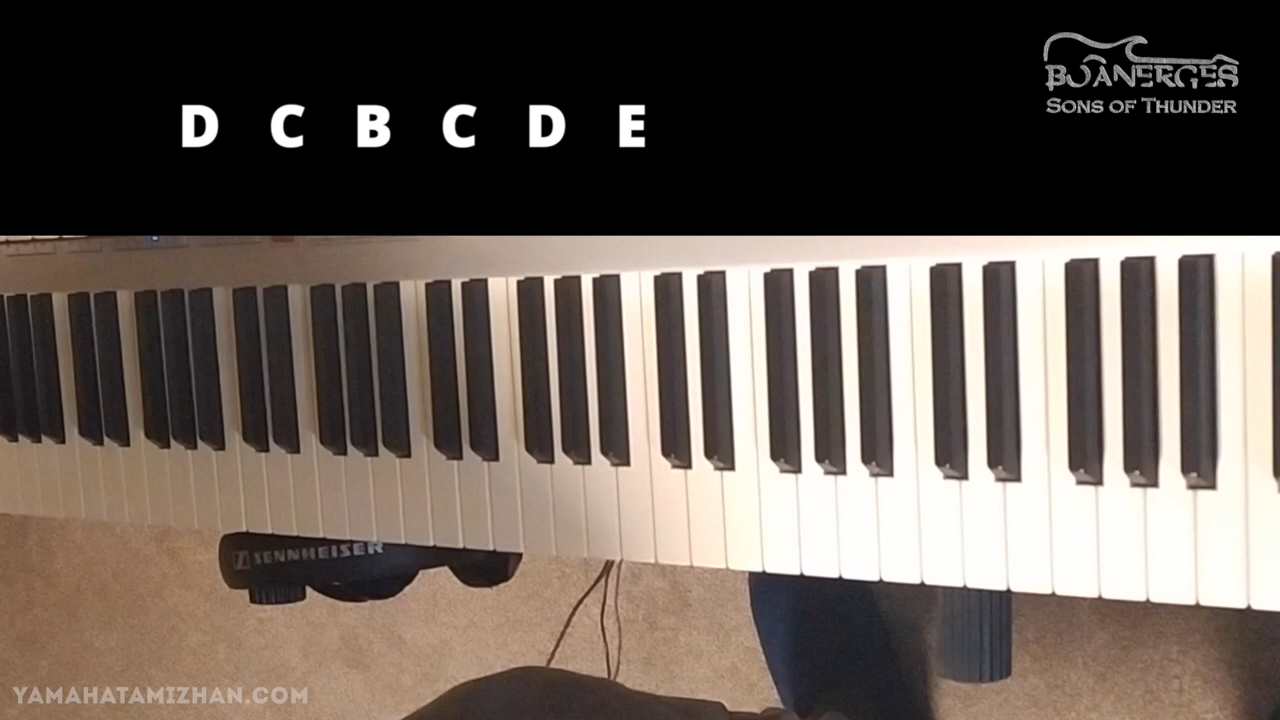 D C B C D E
BOANERGES
SONS OF THUNDER
SENNHEISER
YAMAHATAMIZHAN.COM